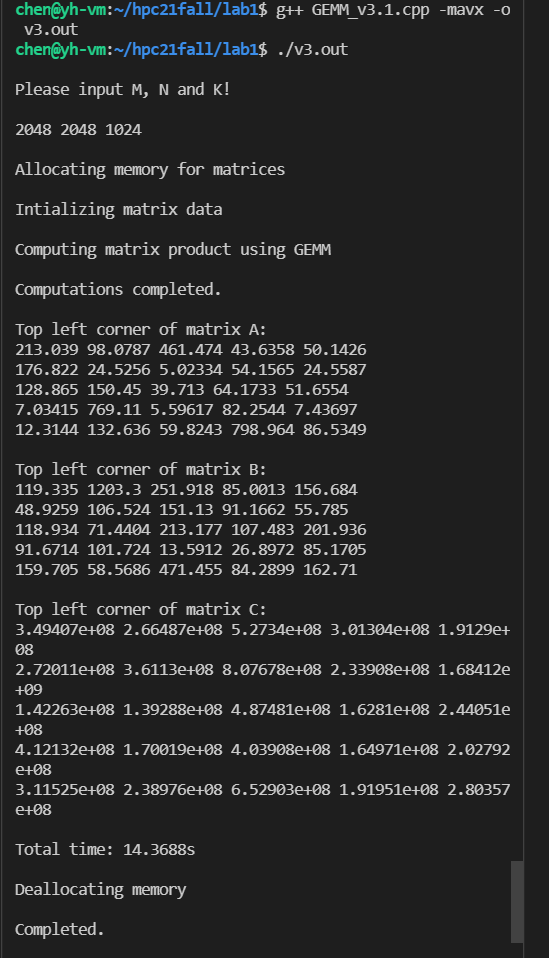 chen@yh-vm:~/hpc21fall/lab1$ g++ GEMM_v3.1.cpp -mavx -o
 v3.out
chen@yh-vm:~/hpc21fall/lab1$ ./v3.out
Please input M, N and K!
2048 2048 1024
Allocating memory for matrices
Intializing matrix data
Computing matrix product using GEMM
Computations completed.
Top left corner of matrix A:
213.039 98.0787 461.474 43.6358 50.1426
176.822 24.5256 5.02334 54.1565 24.5587
128.865 150.45 39.713 64.1733 51.6554
7.03415 769.11 5.59617 82.2544 7.43697
12.3144 132.636 59.8243 798.964 86.5349
Top left corner of matrix B:
119.335 1203.3 251.918 85.0013 156.684
48.9259 106.524 151.13 91.1662 55.785
118.934 71.4404 213.177 107.483 201.936
91.6714 101.724 13.5912 26.8972 85.1705
159.705 58.5686 471.455 84.2899 162.71
Top left corner of matrix C:
3.49407e+08 2.66487e+08 5.2734e+08 3.01304e+08 1.9129e+
08
2.72011e+08 3.6113e+08 8.07678e+08 2.33908e+08 1.68412e
+09
1.42263e+08 1.39288e+08 4.87481e+08 1.6281e+08 2.44051e
+08
4.12132e+08 1.70019e+08 4.03908e+08 1.64971e+08 2.02792
e+08
3.11525e+08 2.38976e+08 6.52903e+08 1.91951e+08 2.80357
e+08
Total time: 14.3688s
Deallocating memory
Completed.